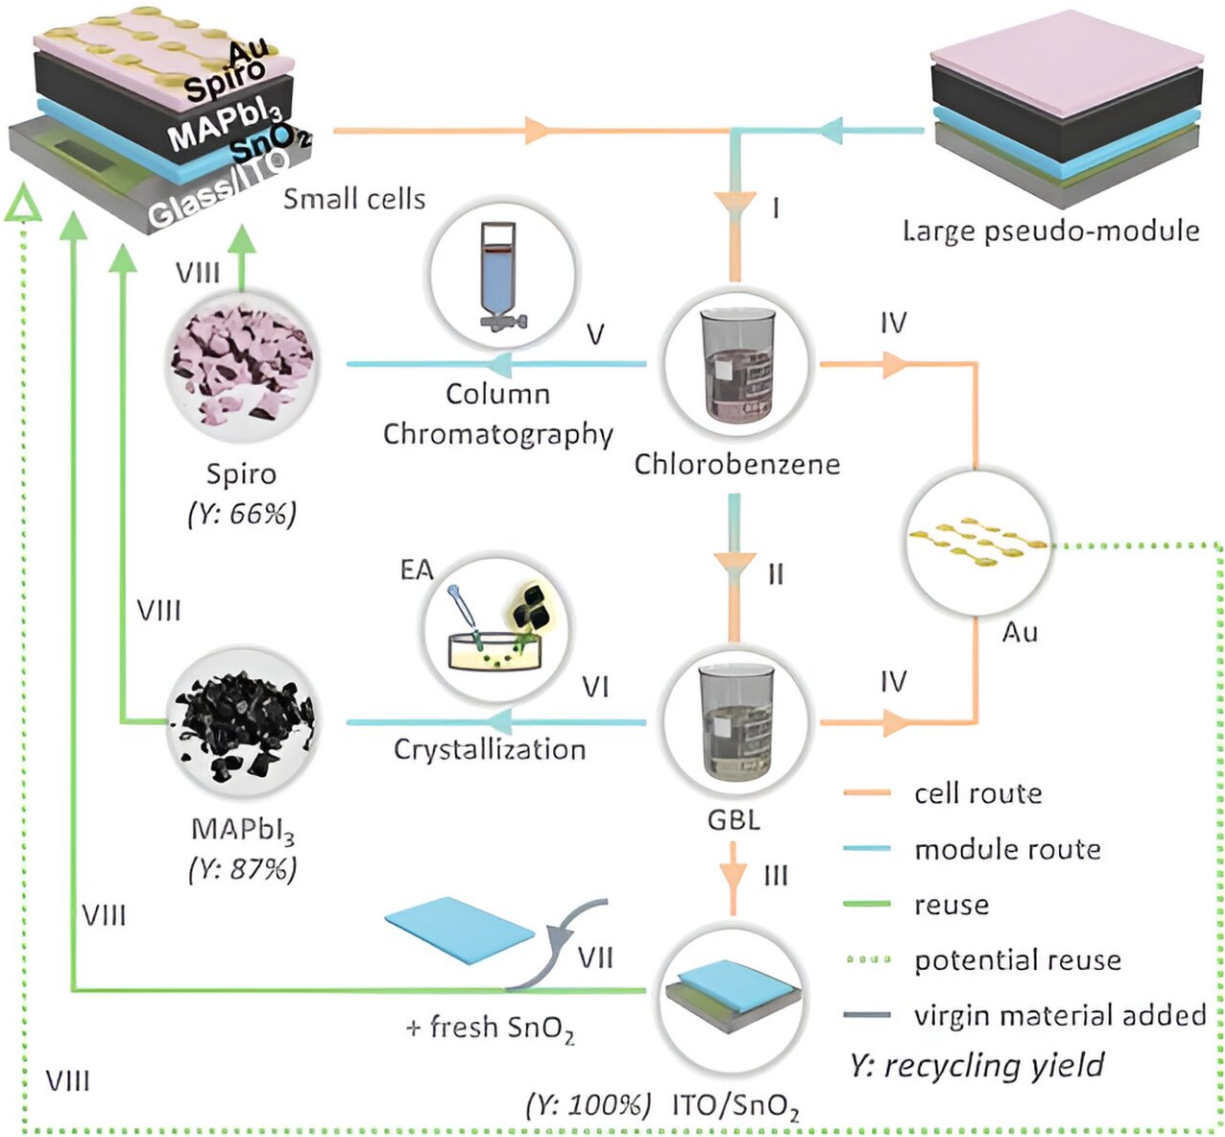 Au
Spiro
MAPbI₃
SnO₂
Glass/ITO
Small cells
Large pseudo-module
I
VIII
V
IV
Column
Chromatography
Chlorobenzene
Spiro
(Y: 66%)
II
EA
VIII
Au
VI
IV
Crystallization
GBL
MAPbI₃
(Y: 87%)
III
cell route
module route
reuse
potential reuse
virgin material added
Y: recycling yield
VIII
VII
+ fresh SnO₂
VIII
(Y: 100%) ITO/SnO₂